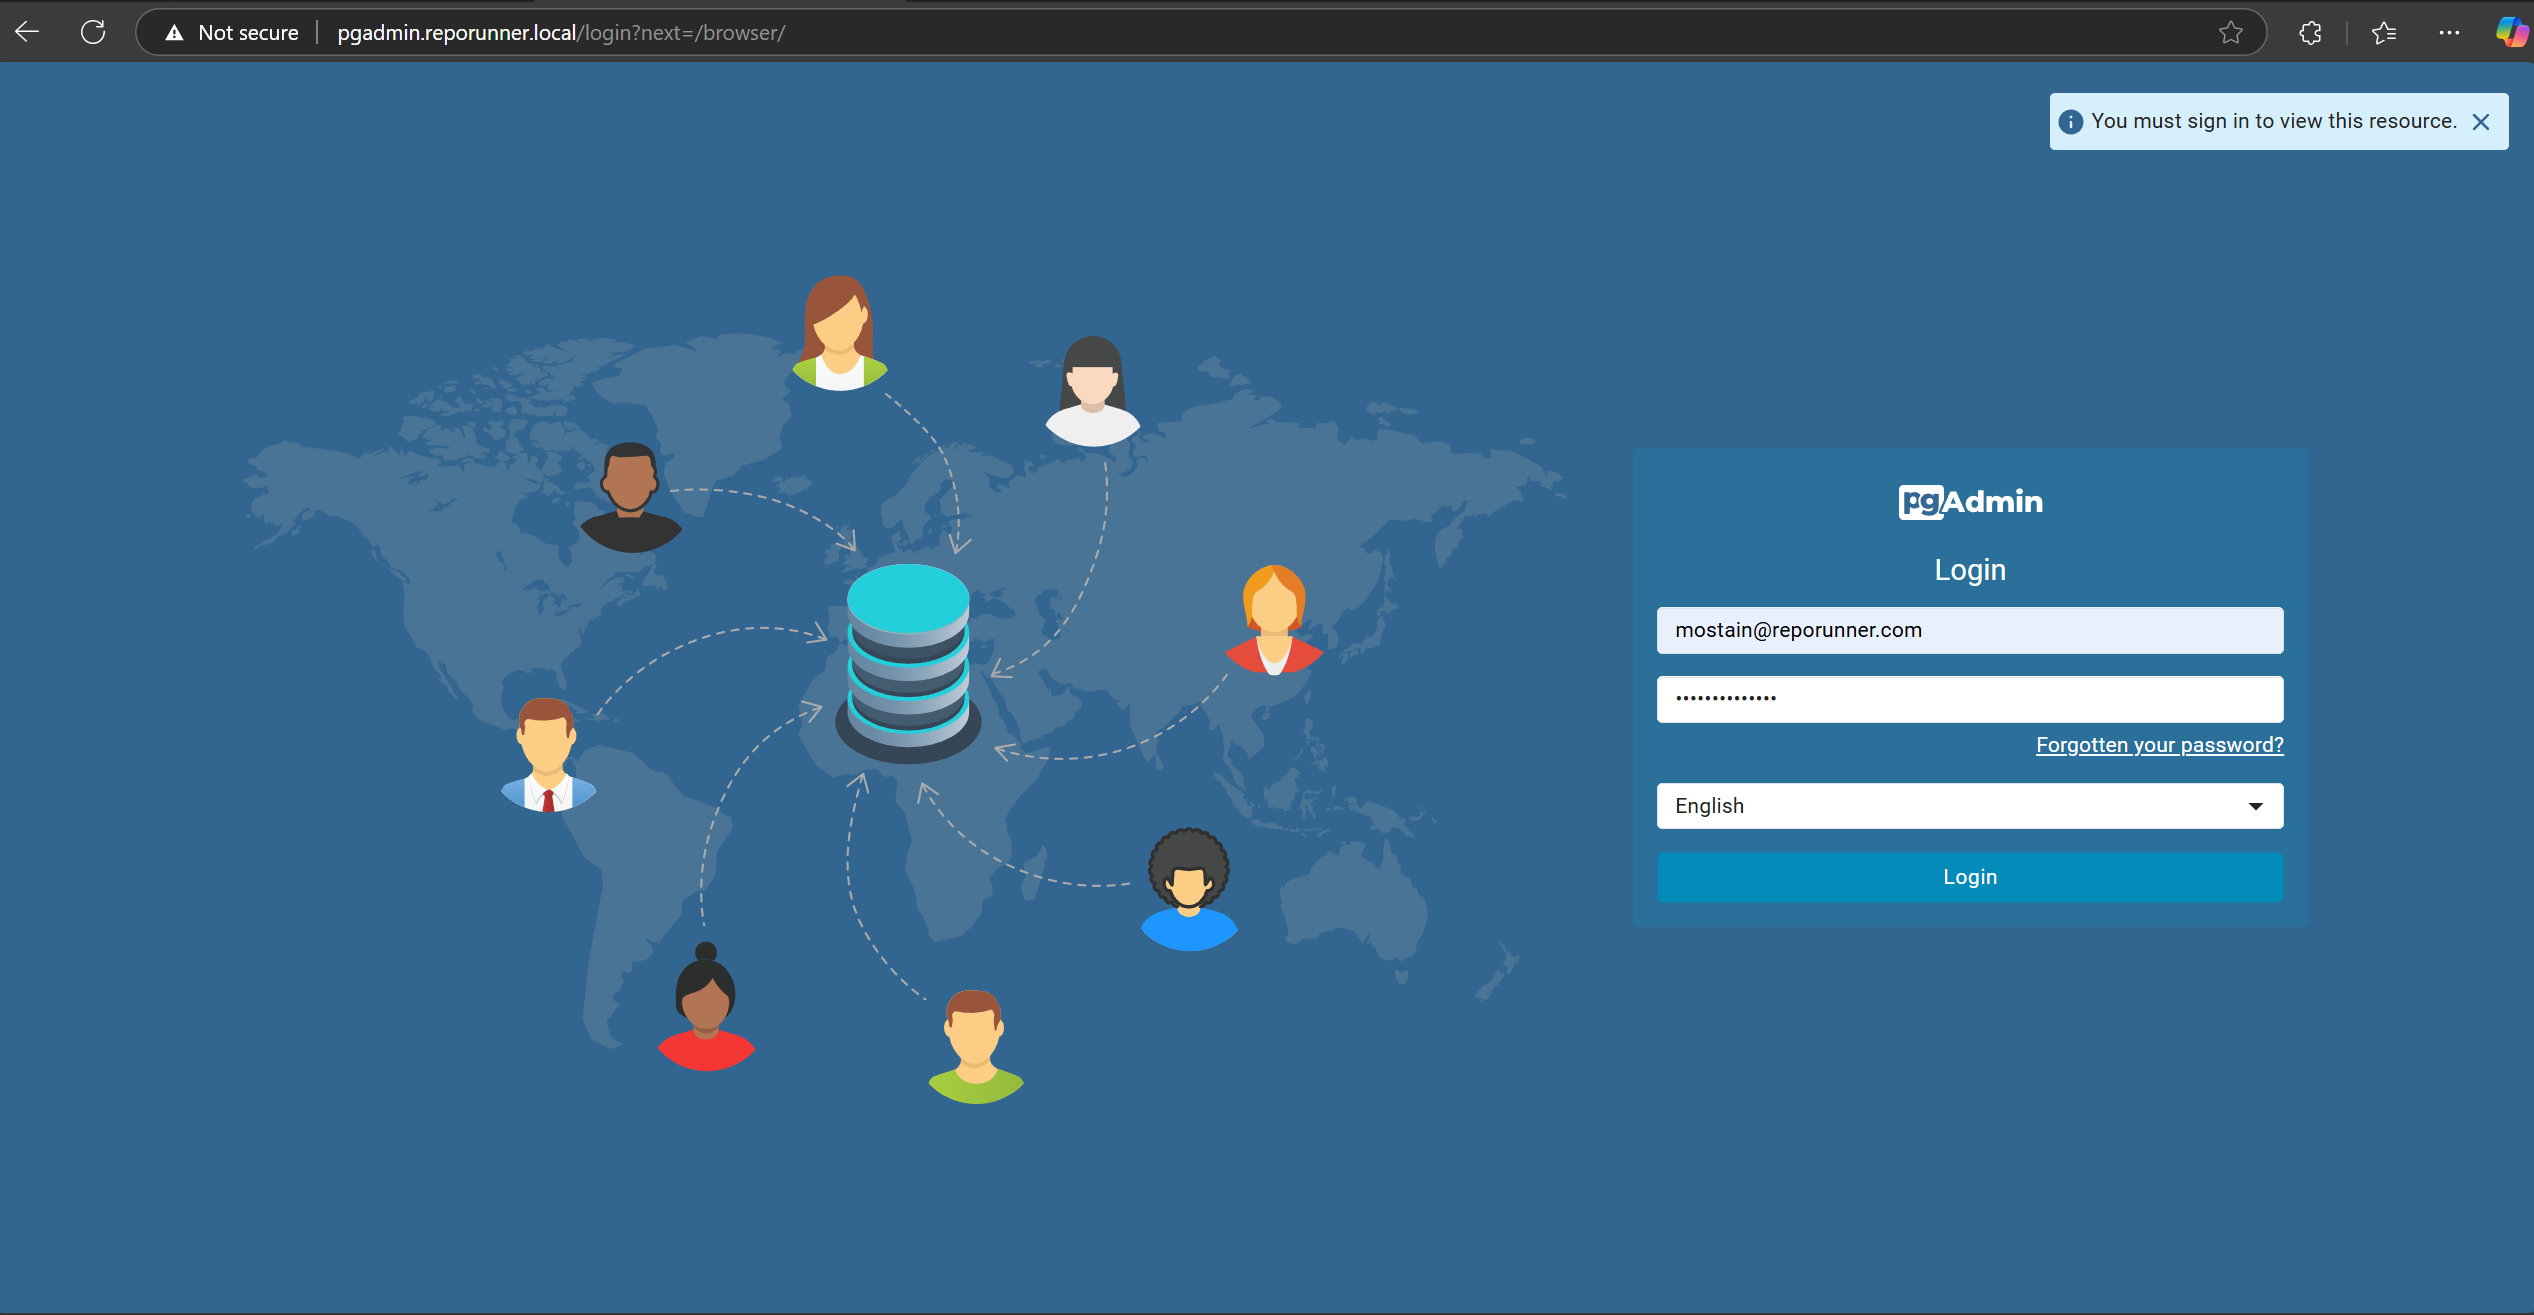 Not secure pgadmin.reporunner.local/login?next=/browser/
You must sign in to view this resource.
pgAdmin
Login
mostain@reporunner.com
••••••••••••••
Forgotten your password?
English
Login